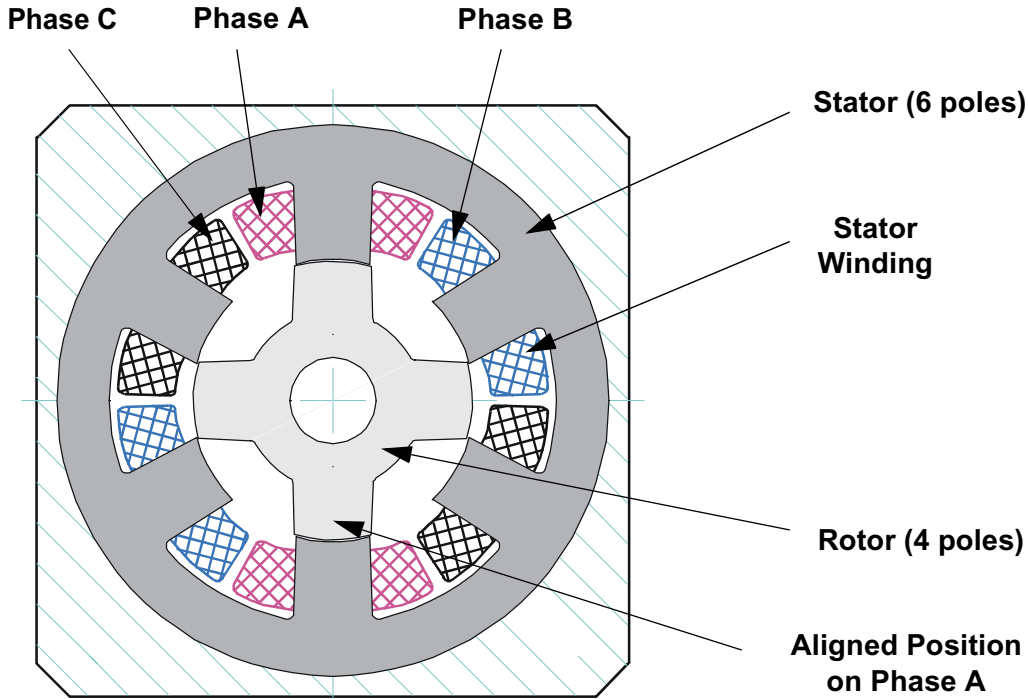 Phase C
Phase A
Phase B
Stator (6 poles)
Stator
Winding
Rotor (4 poles)
Aligned Position
on Phase A